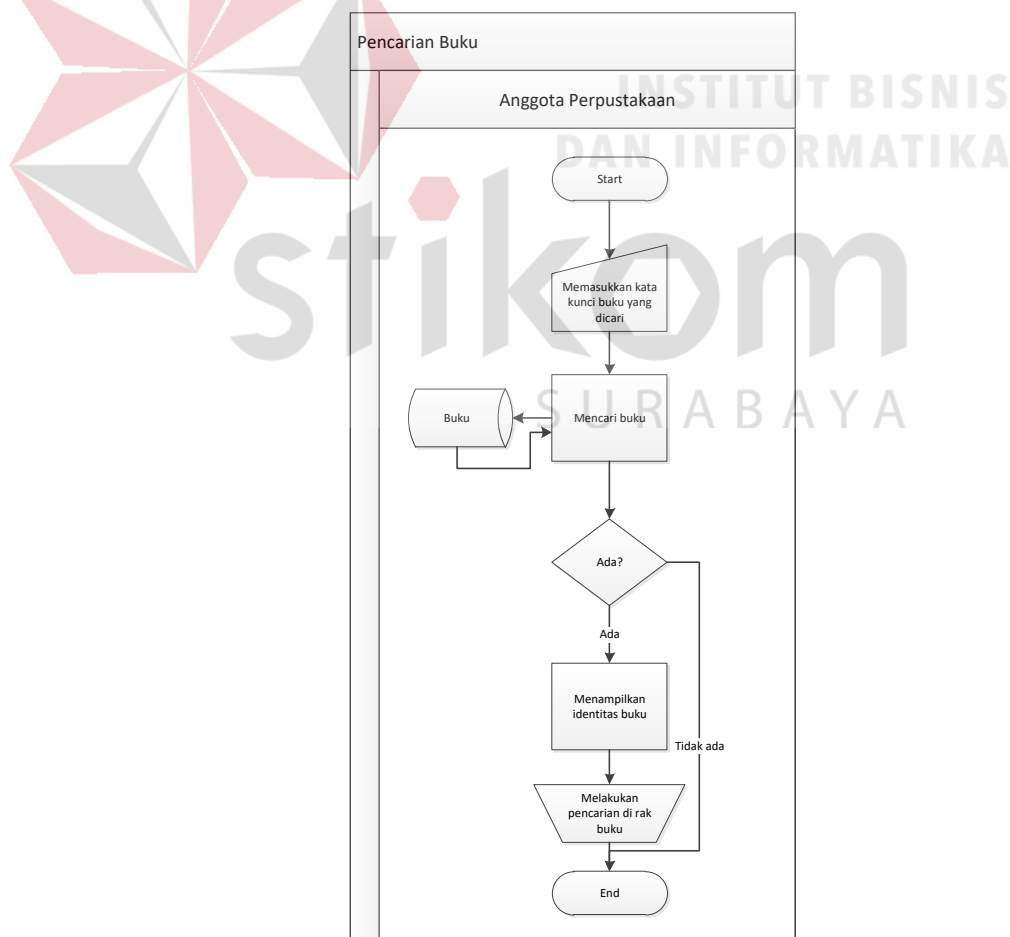 Pencarian Buku
INSTITUT BISNIS
Anggota Perpustakaan
DAN INFORMATIKA
Start
stikom
Memasukkan kata
kunci buku yang
dicari
SURABAYA
Buku
Mencari buku
Ada?
Ada
Menampilkan
identitas buku
Tidak ada
Melakukan
pencarian di rak
buku
End